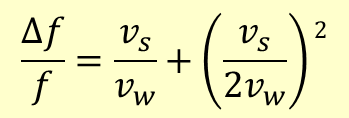 Δf/f = v_s/v_w + (v_s/2v_w)²